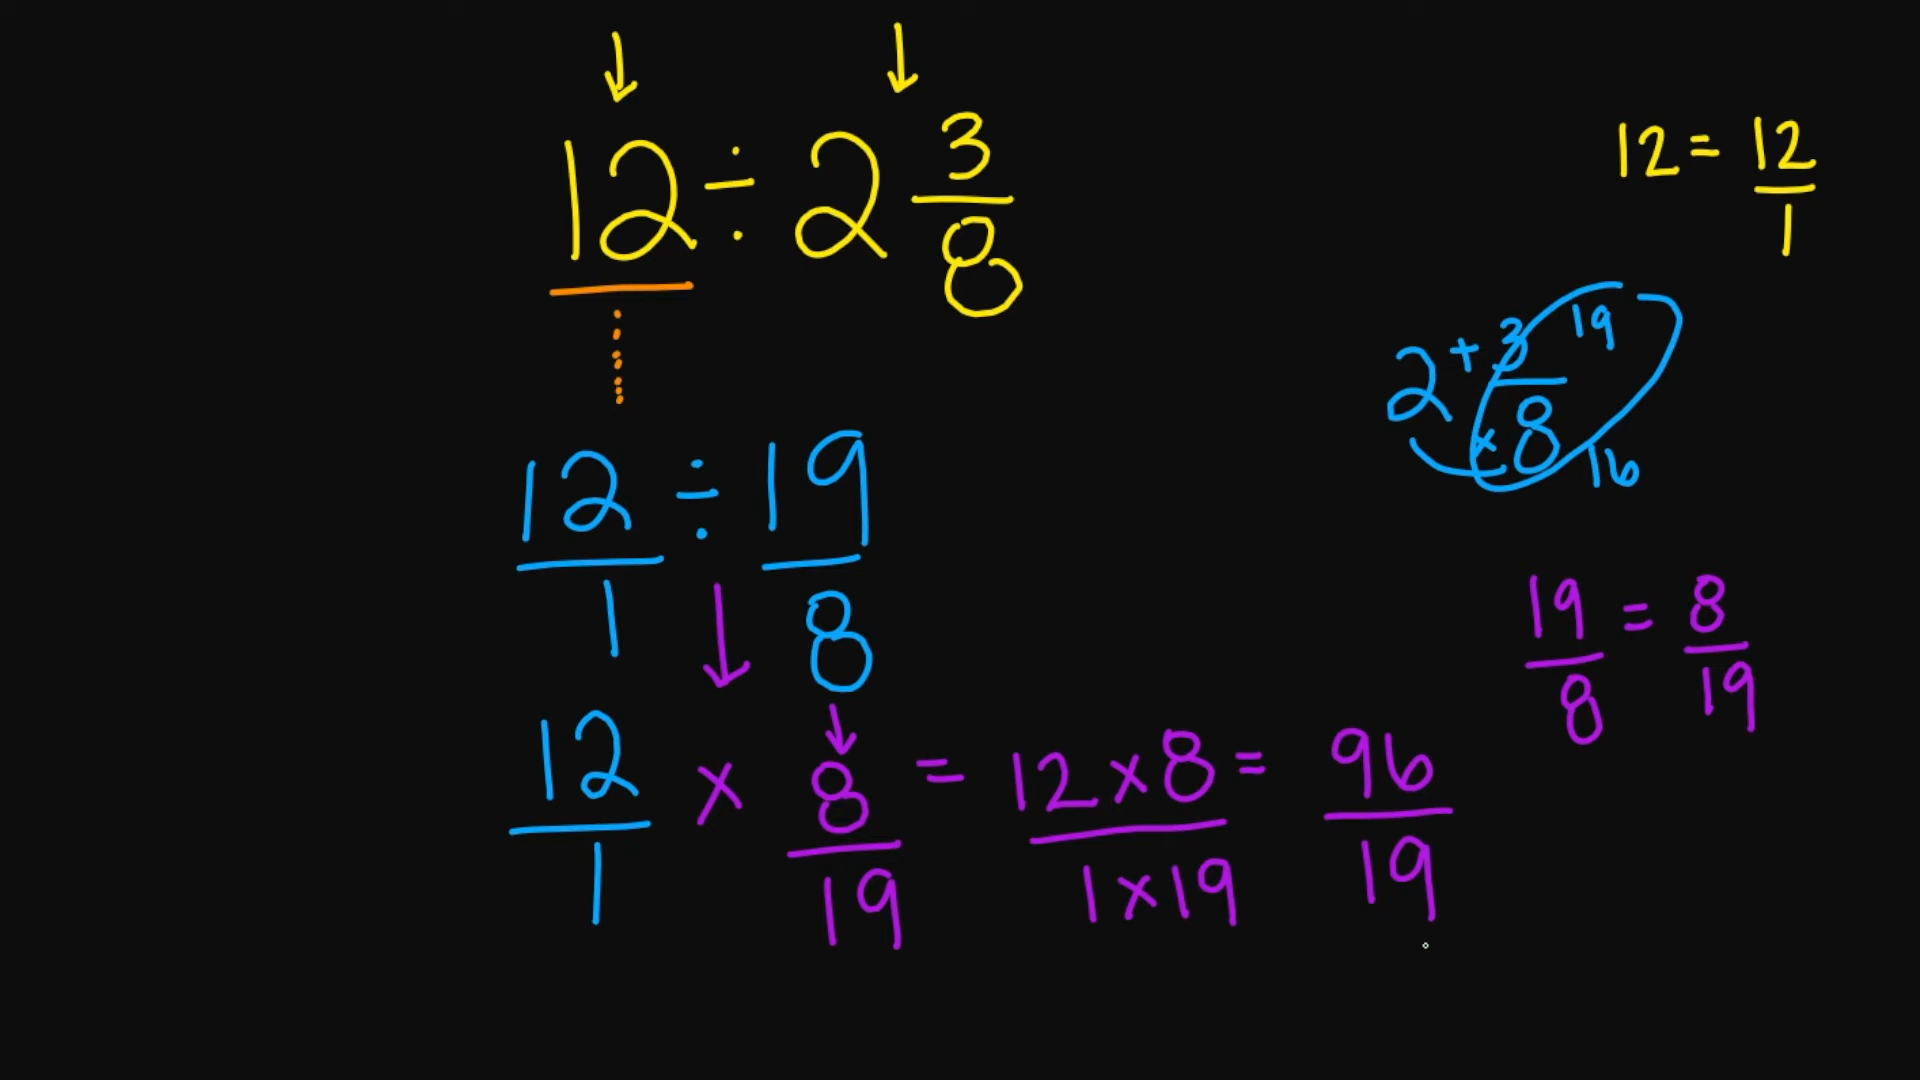 12 ÷ 2 3/8
12 = 12/1
2 + 3/8 19
× 16
12/1 ÷ 19/8
19/8 = 8/19
12/1 × 8/19 = 12×8/1×19 = 96/19